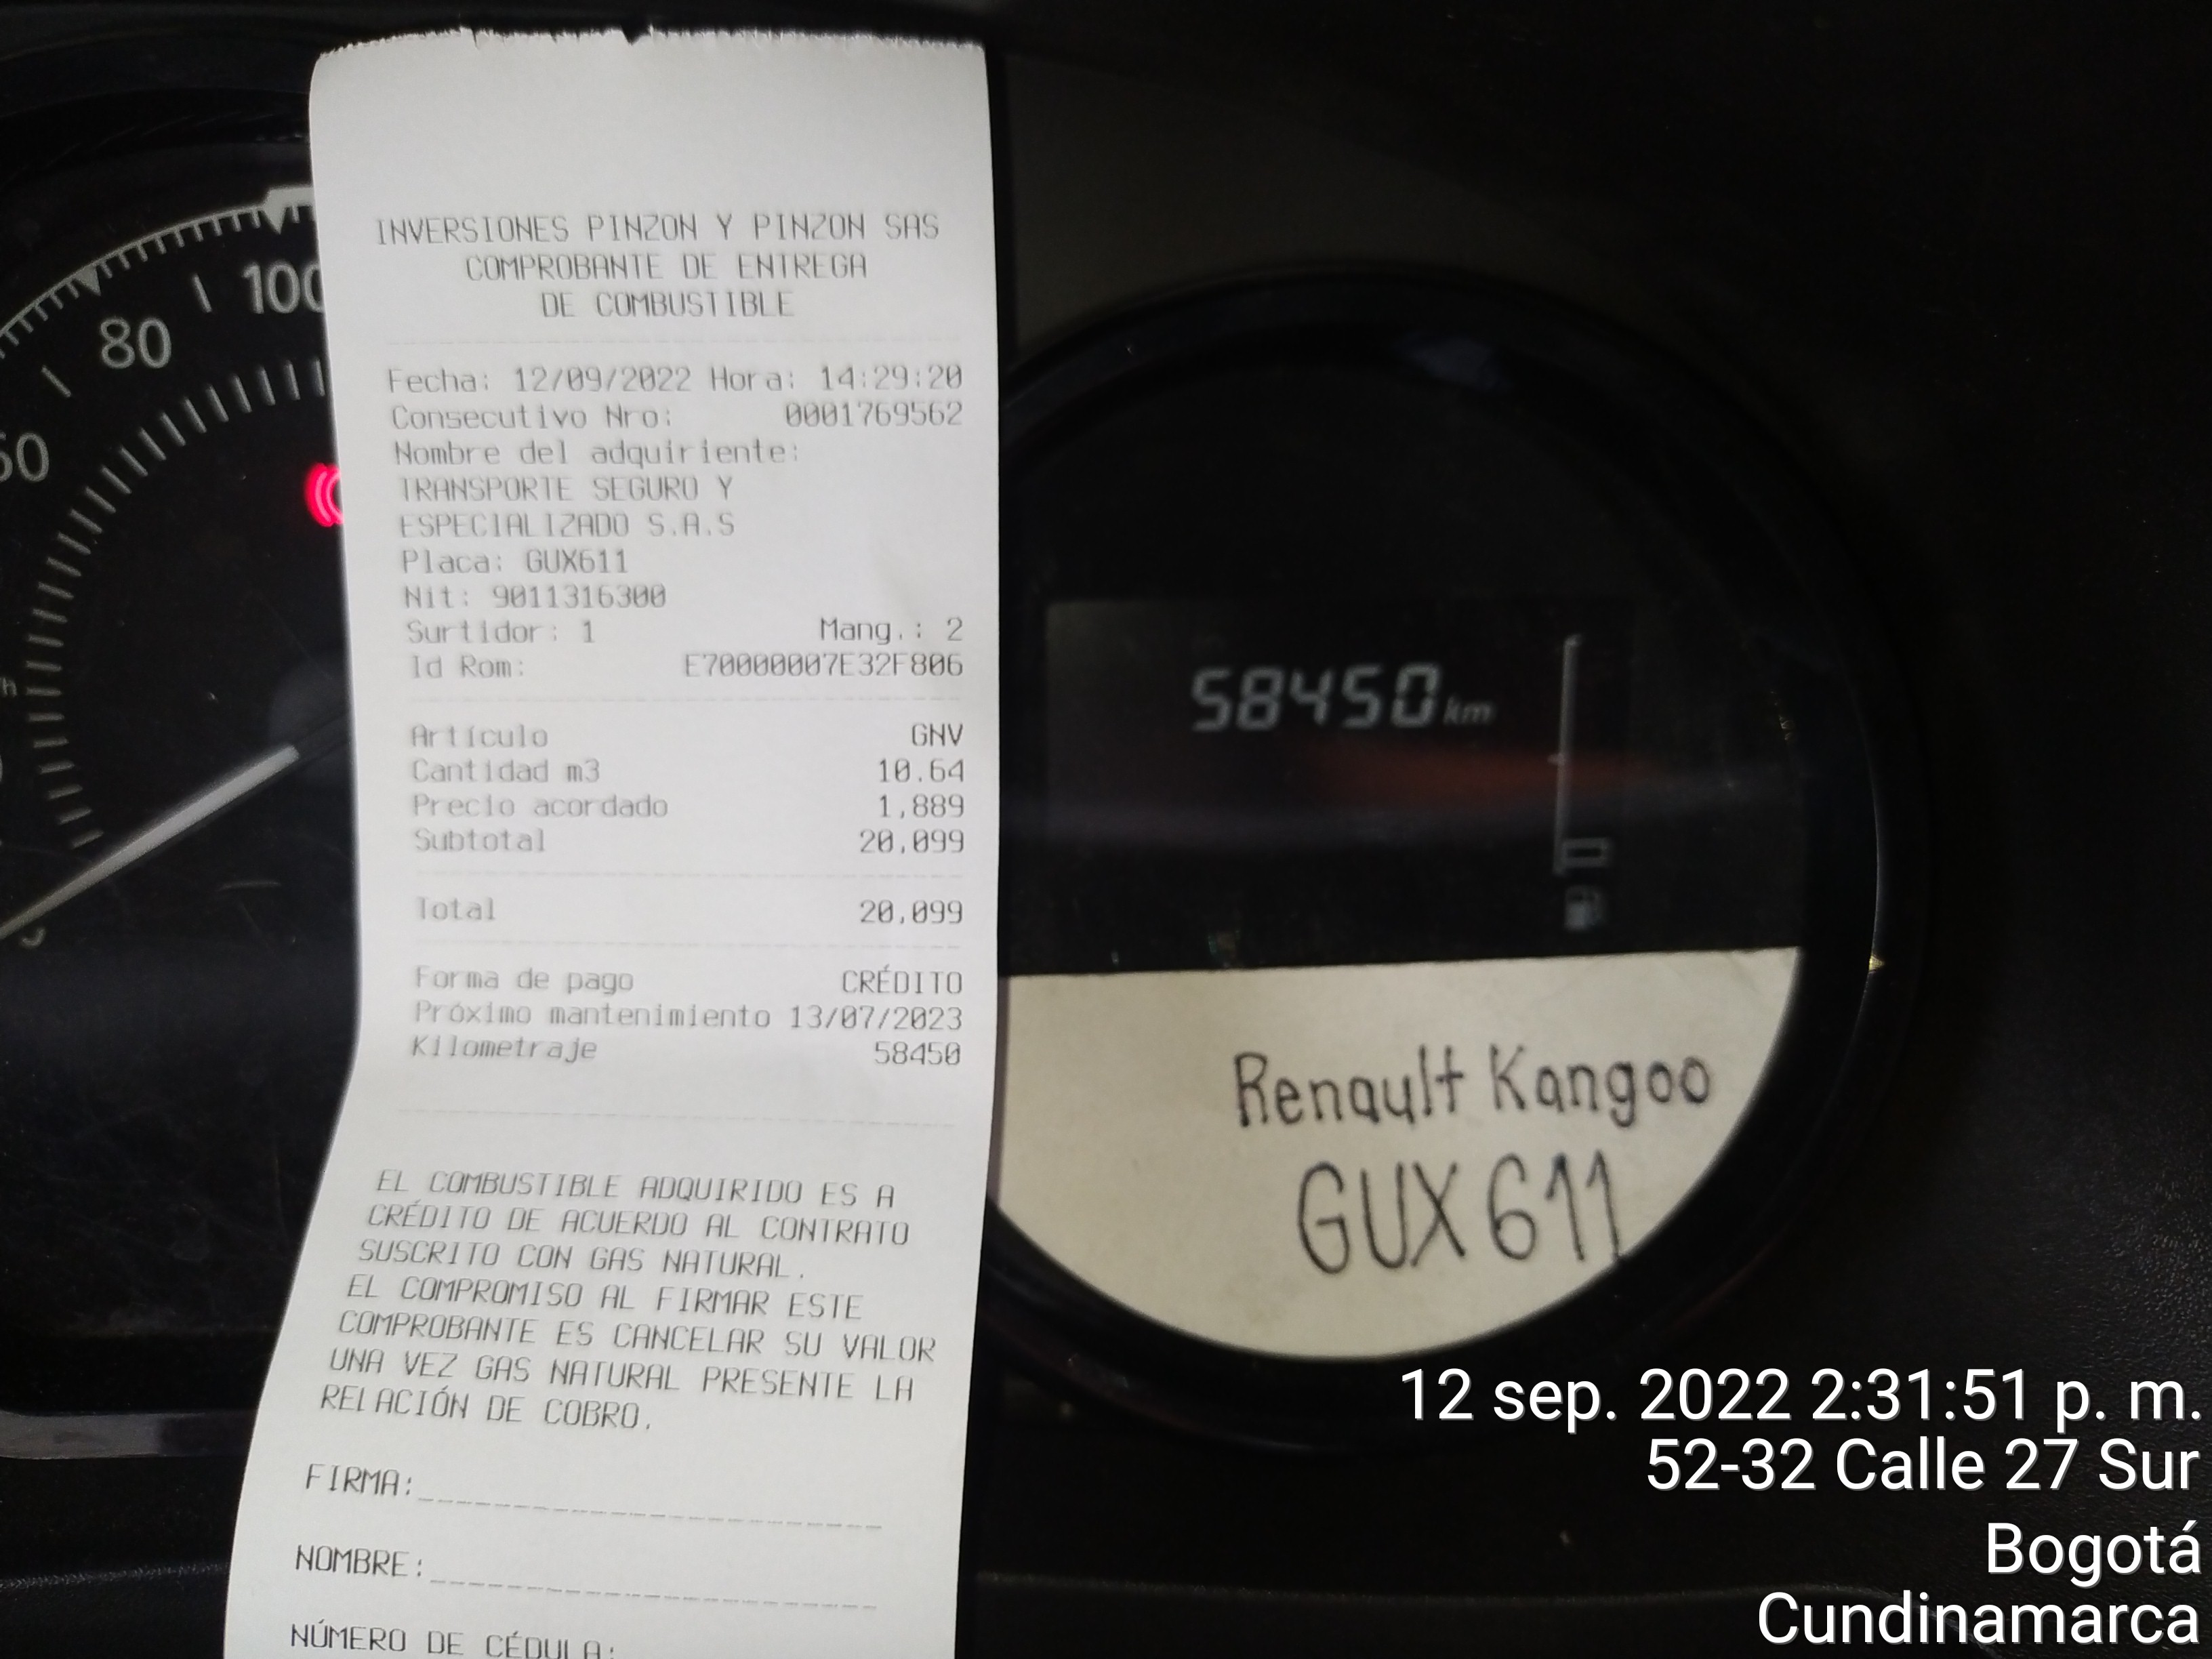 INVERSIONES PINZON Y PINZON SAS
COMPROBANTE DE ENTREGA
DE COMBUSTIBLE
Fecha: 12/09/2022 Hora: 14:29:20
Consecutivo Nro: 0001769562
Nombre del adquiriente:
TRANSPORTE SEGURO Y
ESPECIALIZADO S.A.S
Placa: GUX611
Nit: 9011316300
Surtidor: 1 Mang.: 2
Id Rom: E70000007E32F806
Artículo GNV
Cantidad m3 10.64
Precio acordado 1,889
Subtotal 20,099
Total 20,099
Forma de pago CRÉDITO
Próximo mantenimiento 13/07/2023
Kilometraje 58450
EL COMBUSTIBLE ADQUIRIDO ES A
CRÉDITO DE ACUERDO AL CONTRATO
SUSCRITO CON GAS NATURAL.
EL COMPROMISO AL FIRMAR ESTE
COMPROBANTE ES CANCELAR SU VALOR
UNA VEZ GAS NATURAL PRESENTE LA
RELACIÓN DE COBRO.
FIRMA:
NOMBRE:
NÚMERO DE CÉDULA:
80
100
58450 km
Renault Kangoo
GUX 611
12 sep. 2022 2:31:51 p. m.
52-32 Calle 27 Sur
Bogotá
Cundinamarca